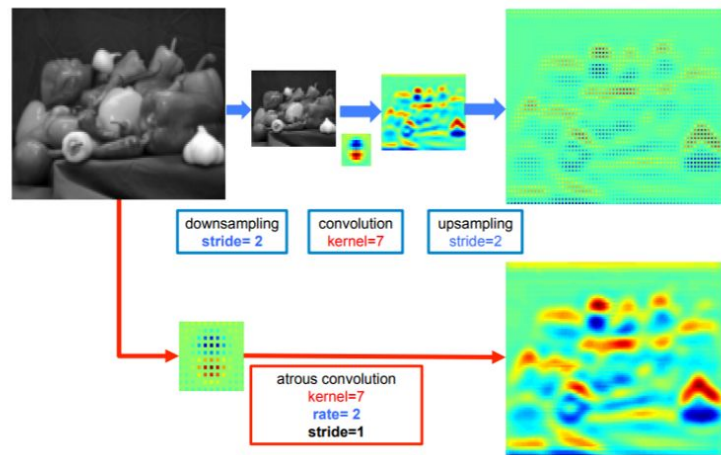 downsampling
stride= 2
convolution
kernel=7
upsampling
stride=2
atrous convolution
kernel=7
rate= 2
stride=1